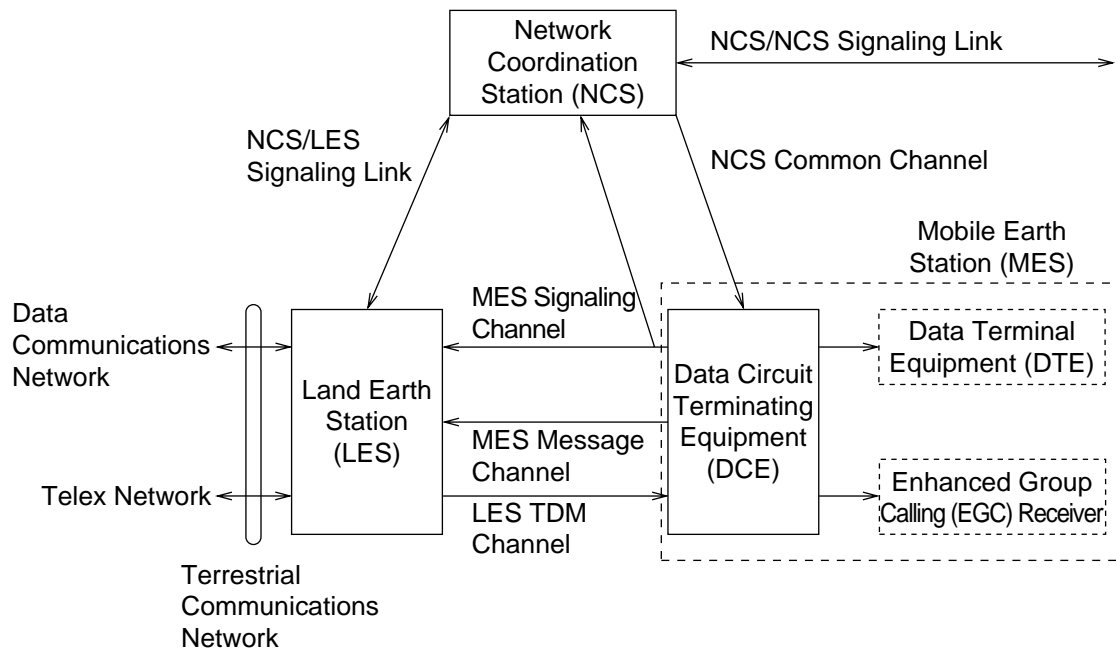 Network
Coordination
Station (NCS)
NCS/NCS Signaling Link
NCS/LES
Signaling Link
NCS Common Channel
Mobile Earth
Station (MES)
MES Signaling
Channel
Data
Communications
Network
Land Earth
Station
(LES)
Data Circuit
Terminating
Equipment
(DCE)
Data Terminal
Equipment (DTE)
MES Message
Channel
Telex Network
LES TDM
Channel
Enhanced Group
Calling (EGC) Receiver
Terrestrial
Communications
Network